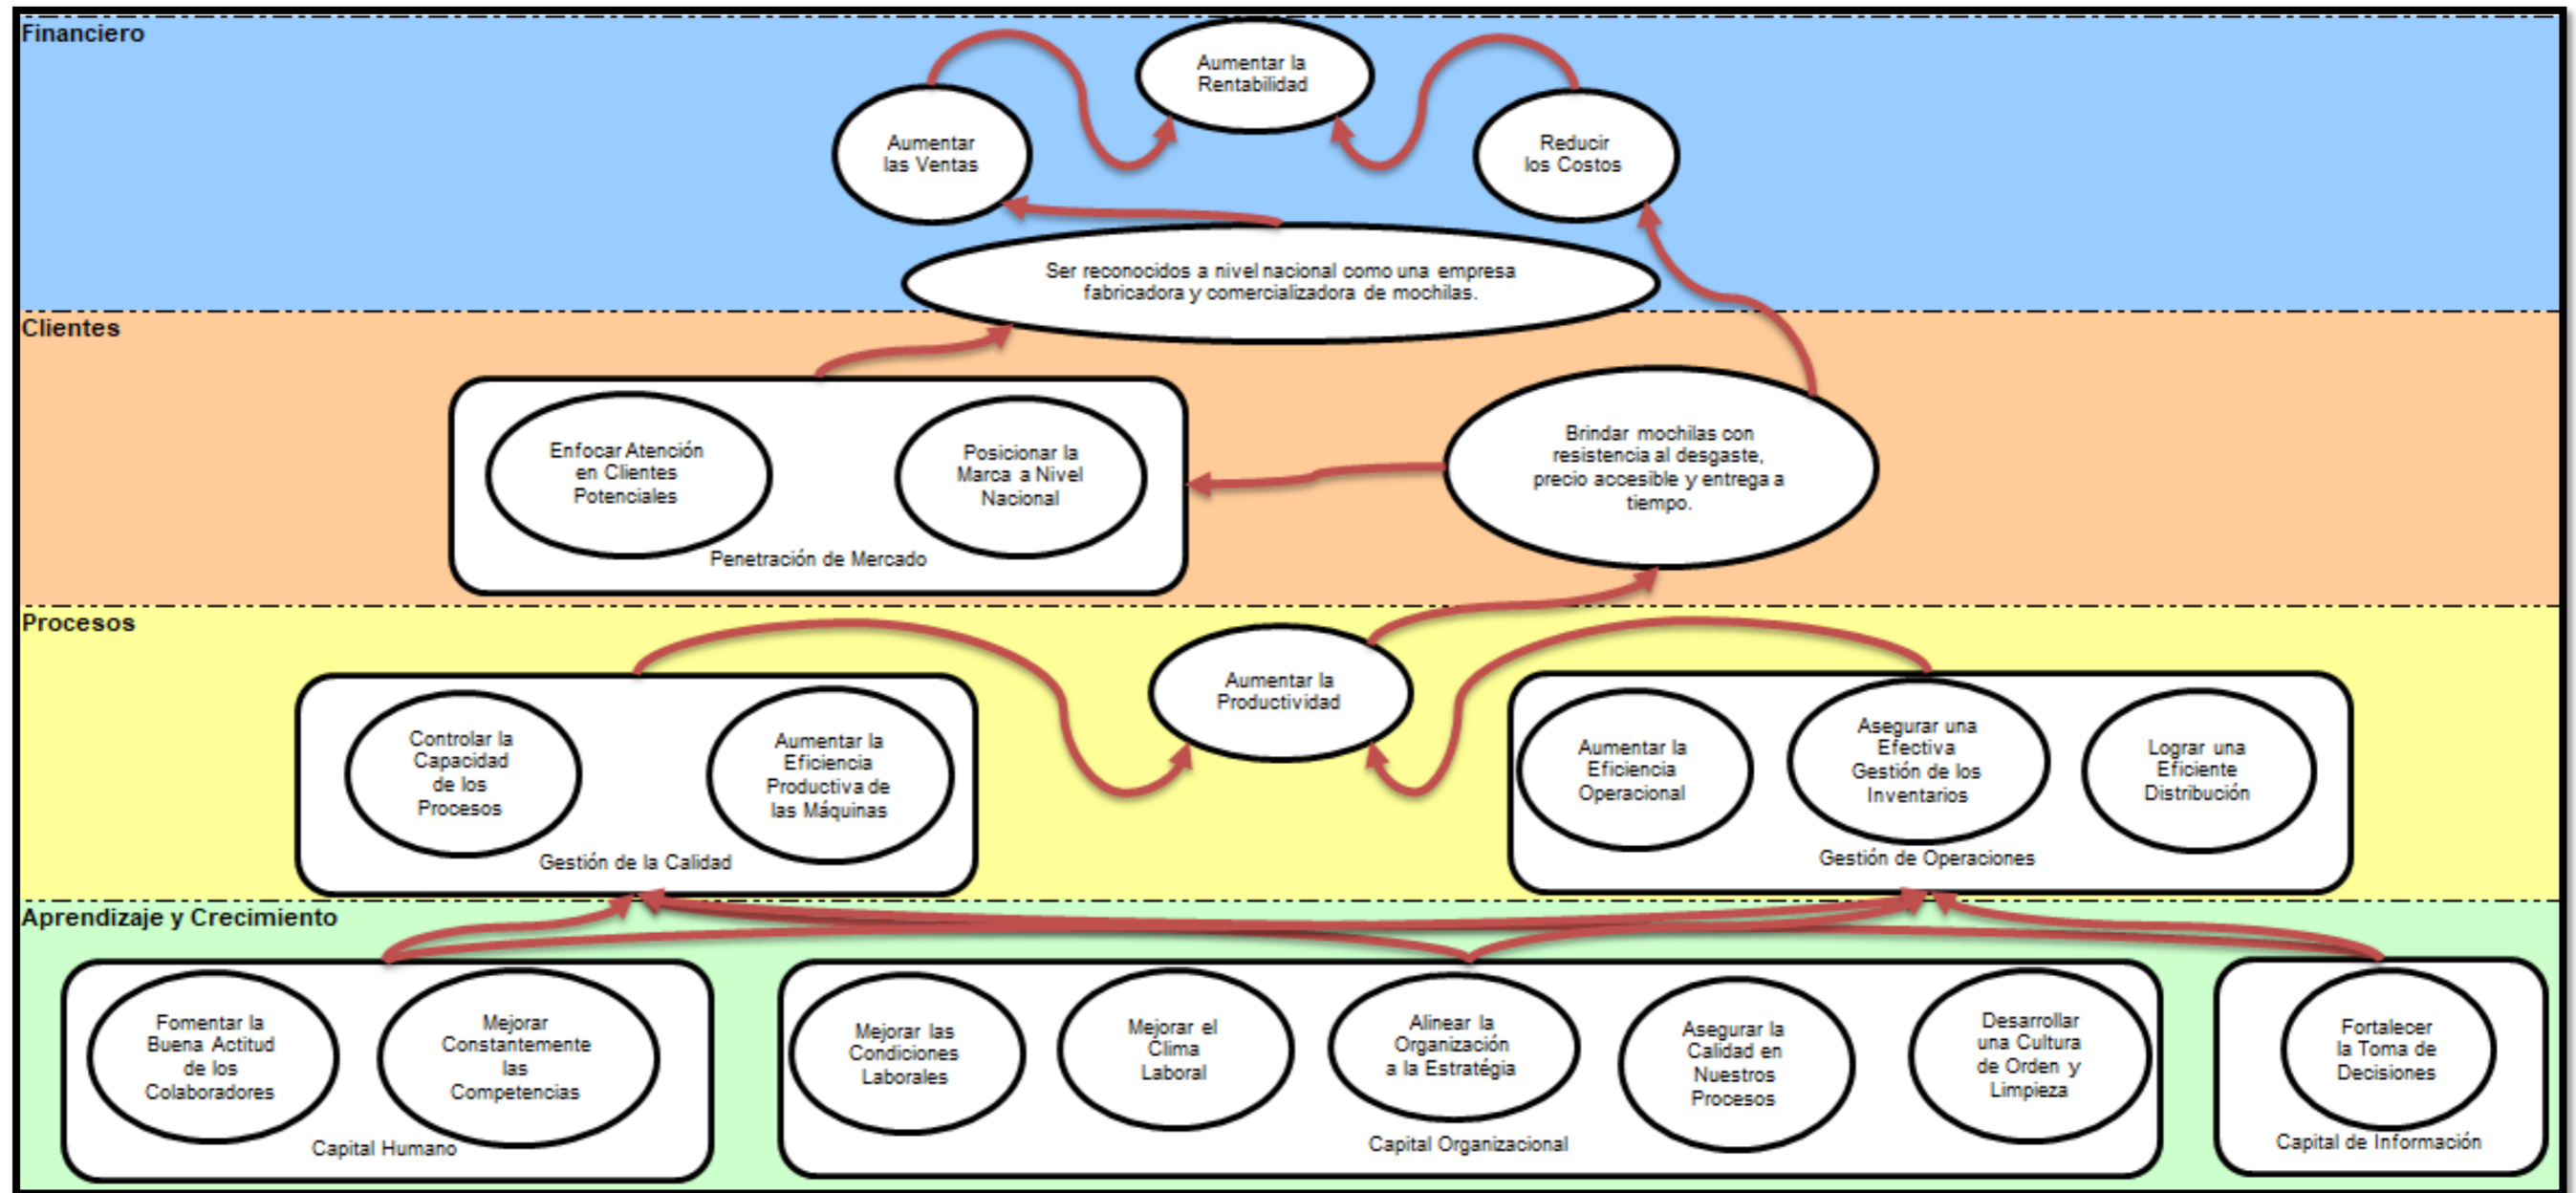 Financiero
Aumentar la
Rentabilidad
Aumentar
las Ventas
Reducir
los Costos
Ser reconocidos a nivel nacional como una empresa
fabricadora y comercializadora de mochilas.
Clientes
Enfocar Atención
en Clientes
Potenciales
Posicionar la
Marca a Nivel
Nacional
Penetración de Mercado
Brindar mochilas con
resistencia al desgaste,
precio accesible y entrega a
tiempo.
Procesos
Controlar la
Capacidad
de los
Procesos
Aumentar la
Eficiencia
Productiva de
las Máquinas
Gestión de la Calidad
Aumentar la
Productividad
Aumentar la
Eficiencia
Operacional
Asegurar una
Efectiva
Gestión de los
Inventarios
Lograr una
Eficiente
Distribución
Gestión de Operaciones
Aprendizaje y Crecimiento
Fomentar la
Buena Actitud
de los
Colaboradores
Mejorar
Constantemente
las
Competencias
Capital Humano
Mejorar las
Condiciones
Laborales
Mejorar el
Clima
Laboral
Alinear la
Organización
a la Estratégia
Asegurar la
Calidad en
Nuestros
Procesos
Desarrollar
una Cultura
de Orden y
Limpieza
Capital Organizacional
Fortalecer
la Toma de
Decisiones
Capital de Información